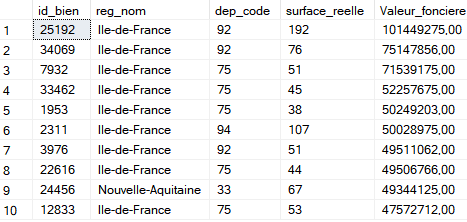 id_bien reg_nom dep_code surface_reelle Valeur_fonciere
1 25192 Ile-de-France 92 192 101449275,00
2 34069 Ile-de-France 92 76 75147856,00
3 7932 Ile-de-France 75 51 71539175,00
4 33462 Ile-de-France 75 45 52257675,00
5 1953 Ile-de-France 75 38 50249203,00
6 2311 Ile-de-France 94 107 50028975,00
7 3976 Ile-de-France 92 51 49511062,00
8 22616 Ile-de-France 75 44 49506766,00
9 24456 Nouvelle-Aquitaine 33 67 49344125,00
10 12833 Ile-de-France 75 53 47572712,00